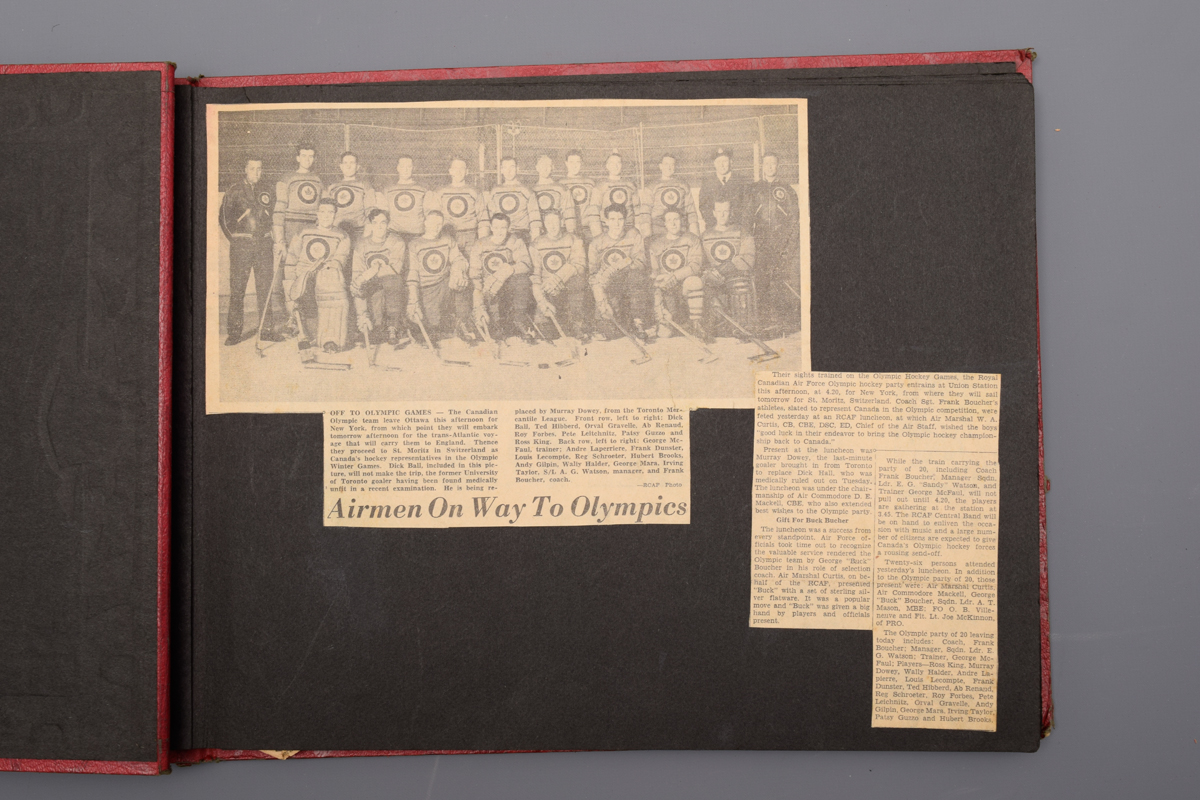 OFF TO OLYMPIC GAMES — The Canadian
Olympic team leave Ottawa this afternoon for
New York, from which point they will embark
tomorrow afternoon for the trans-Atlantic voy-
age that will carry them to England. Thence
they proceed to St. Moritz in Switzerland as
Canada's hockey representatives in the Olympic
Winter Games. Dick Ball, included in this pic-
ture, will not make the trip, the former University
of Toronto goaler having been found medically
unfit in a recent examination. He is being re-
placed by Murray Dowey, from the Toronto Mer-
cantile League. Front row, left to right: Dick
Ball, Ted Hibberd, Orval Gravelle, Ab Renaud,
Roy Forbes, Pete Leichnitz, Patsy Guzzo and
Ross King. Back row, left to right: George Mc-
Faul, trainer; Andre Laperriere, Frank Dunster,
Louis Lecompte, Reg Schroeter, Hubert Brooks,
Andy Gilpin, Wally Halder, George Mara, Irving
Taylor, S/L A. G. Watson, manager, and Frank
Boucher, coach.
—RCAF Photo
Airmen On Way To Olympics
Their sights trained on the Olympic Hockey Games, the Royal
Canadian Air Force Olympic hockey party entrains at Union Station
this afternoon, at 4.20, for New York, from where they will sail
tomorrow for St. Moritz, Switzerland. Coach Sgt. Frank Boucher's
athletes, slated to represent Canada in the Olympic competition, were
feted yesterday at an RCAF luncheon, at which Air Marshal W. A.
Curtis, CB, CBE, DSC, ED, Chief of the Air Staff, wished the boys
"good luck in their endeavor to bring the Olympic hockey champion-
ship back to Canada."
Present at the luncheon was
Murray Dowey, the last-minute
goaler brought in from Toronto
to replace Dick Ball, who was
medically ruled out on Tuesday.
The luncheon was under the chair-
manship of Air Commodore D. E.
Mackell, CBE, who also extended
best wishes to the Olympic party.
Gift For Buck Bucher
The luncheon was a success from
every standpoint. Air Force of-
ficials took time out to recognize
the valuable service rendered the
Olympic team by George "Buck"
Boucher in his role of selection
coach. Air Marshal Curtis, on be-
half of the RCAF, presented
"Buck" with a set of sterling sil-
ver flatware. It was a popular
move and "Buck" was given a big
hand by players and officials
present.
While the train carrying the
party of 20, including Coach
Frank Boucher; Manager Sqdn.
Ldr. E. G. "Sandy" Watson, and
Trainer George McFaul, will not
pull out until 4.20, the players
are gathering at the station at
3.45. The RCAF Central Band will
be on hand to enliven the occa-
sion with music and a large num-
ber of citizens are expected to give
Canada's Olympic hockey forces
a rousing send-off.
Twenty-six persons attended
yesterday's luncheon. In addition
to the Olympic party of 20, those
present were: Air Marshal Curtis,
Air Commodore Mackell, George
"Buck" Boucher, Sqdn. Ldr. A. T.
Mason, MBE; FO O. B. Ville-
neuve and Flt. Lt. Joe McKinnon,
of PRO.
The Olympic party of 20 leaving
today includes: Coach, Frank
Boucher; Manager, Sqdn. Ldr. E.
G. Watson; Trainer, George Mc-
Faul; Players—Ross King, Murray
Dowey, Wally Halder, Andre La-
pierre, Louis Lecompte, Frank
Dunster, Ted Hibberd, Ab Renaud,
Reg Schroeter, Roy Forbes, Pete
Leichnitz, Orval Gravelle, Andy
Gilpin, George Mara, Irving Taylor,
Patsy Guzzo and Hubert Brooks.